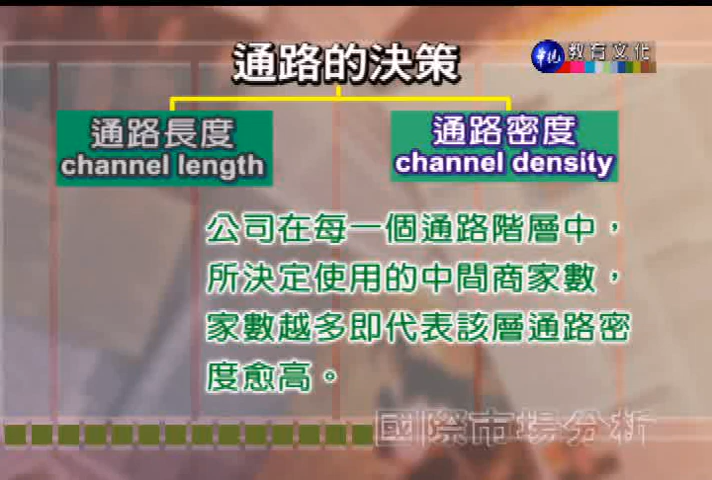 通路的決策
華視 教育文化
通路長度
channel length
通路密度
channel density
公司在每一個通路階層中，
所決定使用的中間商家數，
家數越多即代表該層通路密
度愈高。
國際市場分析